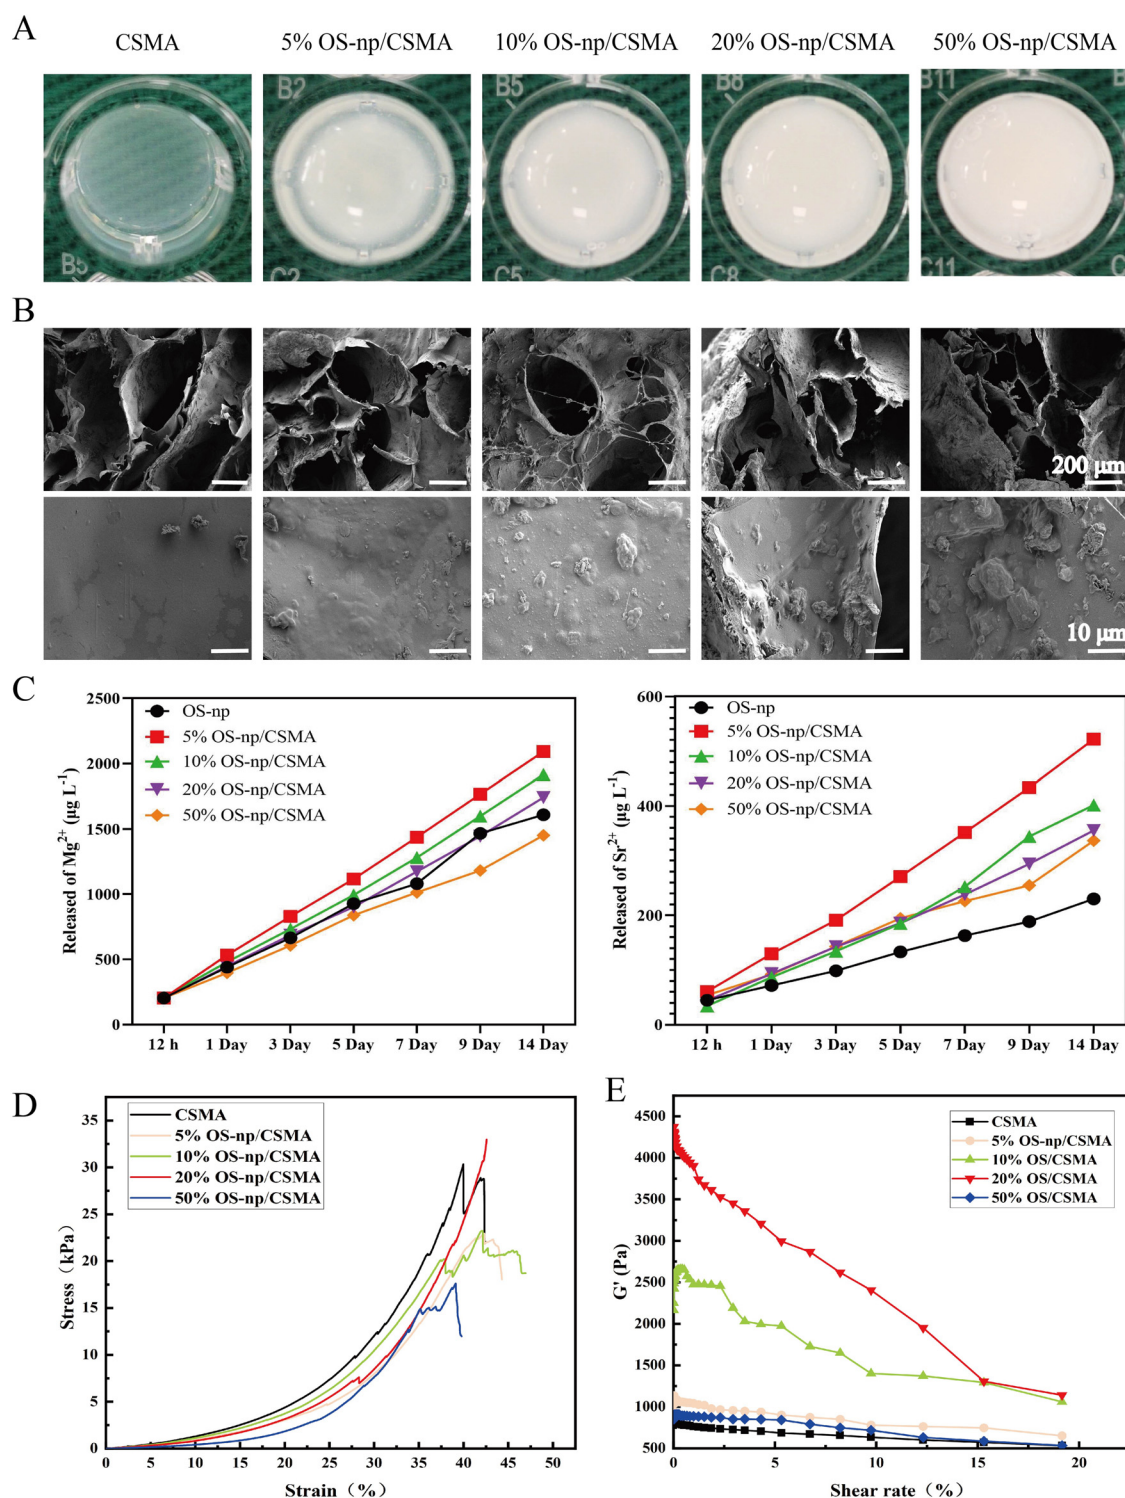 A
CSMA
5% OS-np/CSMA
10% OS-np/CSMA
20% OS-np/CSMA
50% OS-np/CSMA
B5
B2
C2
B5
C5
B8
C8
B11
C11
B
C
B
200 μm
10 μm
C
2500
2000
1500
1000
500
0
Released of Mg²⁺ (μg L⁻¹)
OS-np
5% OS-np/CSMA
10% OS-np/CSMA
20% OS-np/CSMA
50% OS-np/CSMA
12 h
1 Day
3 Day
5 Day
7 Day
9 Day
14 Day
600
400
200
0
Released of Sr²⁺ (μg L⁻¹)
OS-np
5% OS-np/CSMA
10% OS-np/CSMA
20% OS-np/CSMA
50% OS-np/CSMA
12 h
1 Day
3 Day
5 Day
7 Day
9 Day
14 Day
D
35
30
25
20
15
10
5
0
Stress（kPa）
CSMA
5% OS-np/CSMA
10% OS-np/CSMA
20% OS-np/CSMA
50% OS-np/CSMA
0
5
10
15
20
25
30
35
40
45
50
Strain（%）
E
4500
4000
3500
3000
2500
2000
1500
1000
500
G' (Pa)
CSMA
5% OS-np/CSMA
10% OS/CSMA
20% OS/CSMA
50% OS/CSMA
0
5
10
15
20
Shear rate（%）